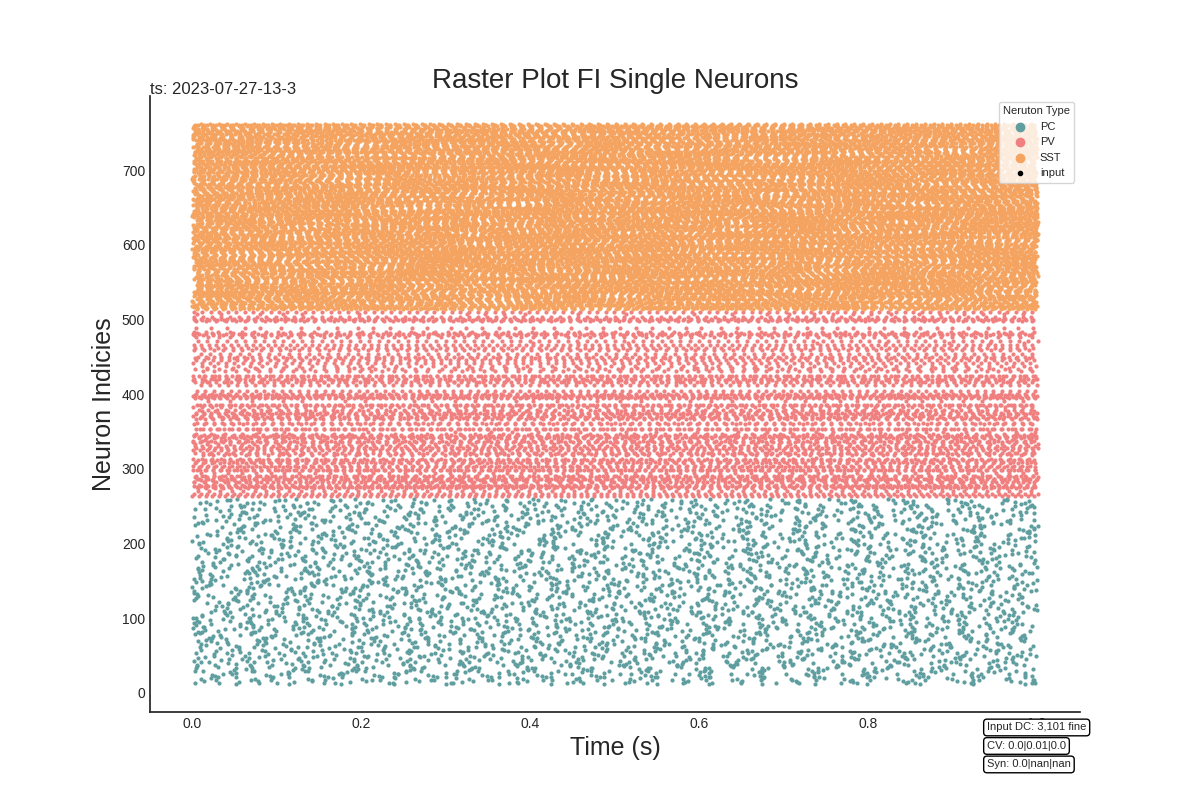 Raster Plot FI Single Neurons
ts: 2023-07-27-13-3
Neruton Type
PC
PV
SST
input
Neuron Indicies
700
600
500
400
300
200
100
0
0.0
0.2
0.4
0.6
0.8
Time (s)
Input DC: 3,101 fine
CV: 0.0|0.01|0.0
Syn: 0.0|nan|nan